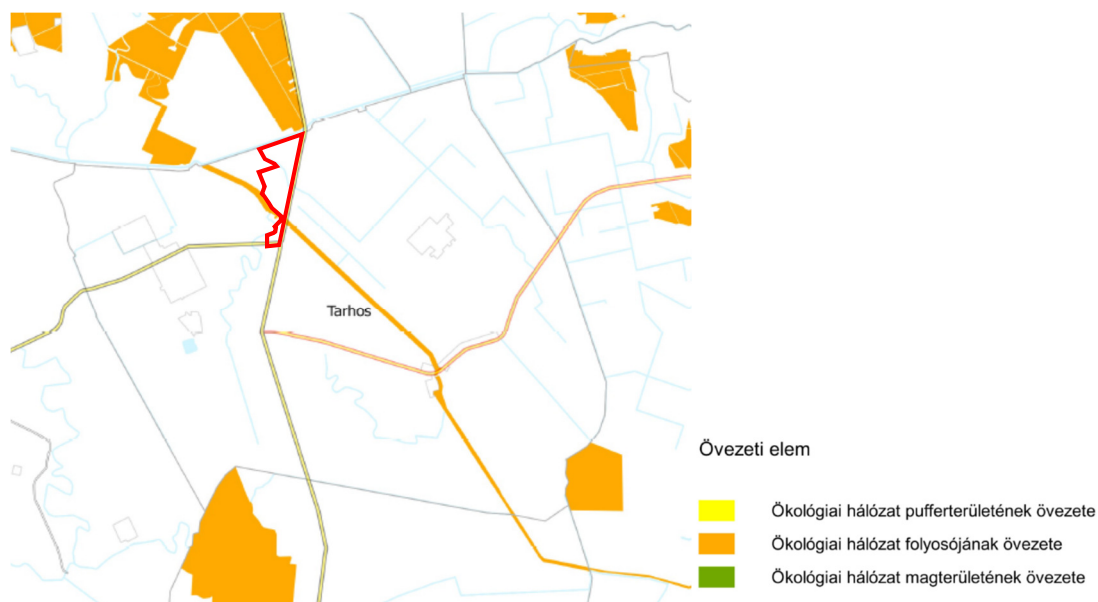 Tarhos
Övezeti elem
Ökológiai hálózat pufferterületének övezete
Ökológiai hálózat folyosójának övezete
Ökológiai hálózat magterületének övezete